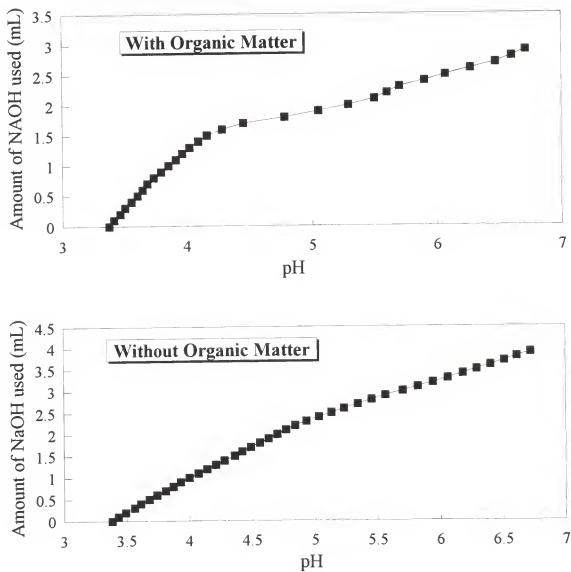 3.5
3
2.5
2
1.5
1
0.5
0
Amount of NAOH used (mL)
With Organic Matter
3 4 5 6 7
pH
4.5
4
3.5
3
2.5
2
1.5
1
0.5
0
Amount of NaOH used (mL)
Without Organic Matter
3 3.5 4 4.5 5 5.5 6 6.5 7
pH